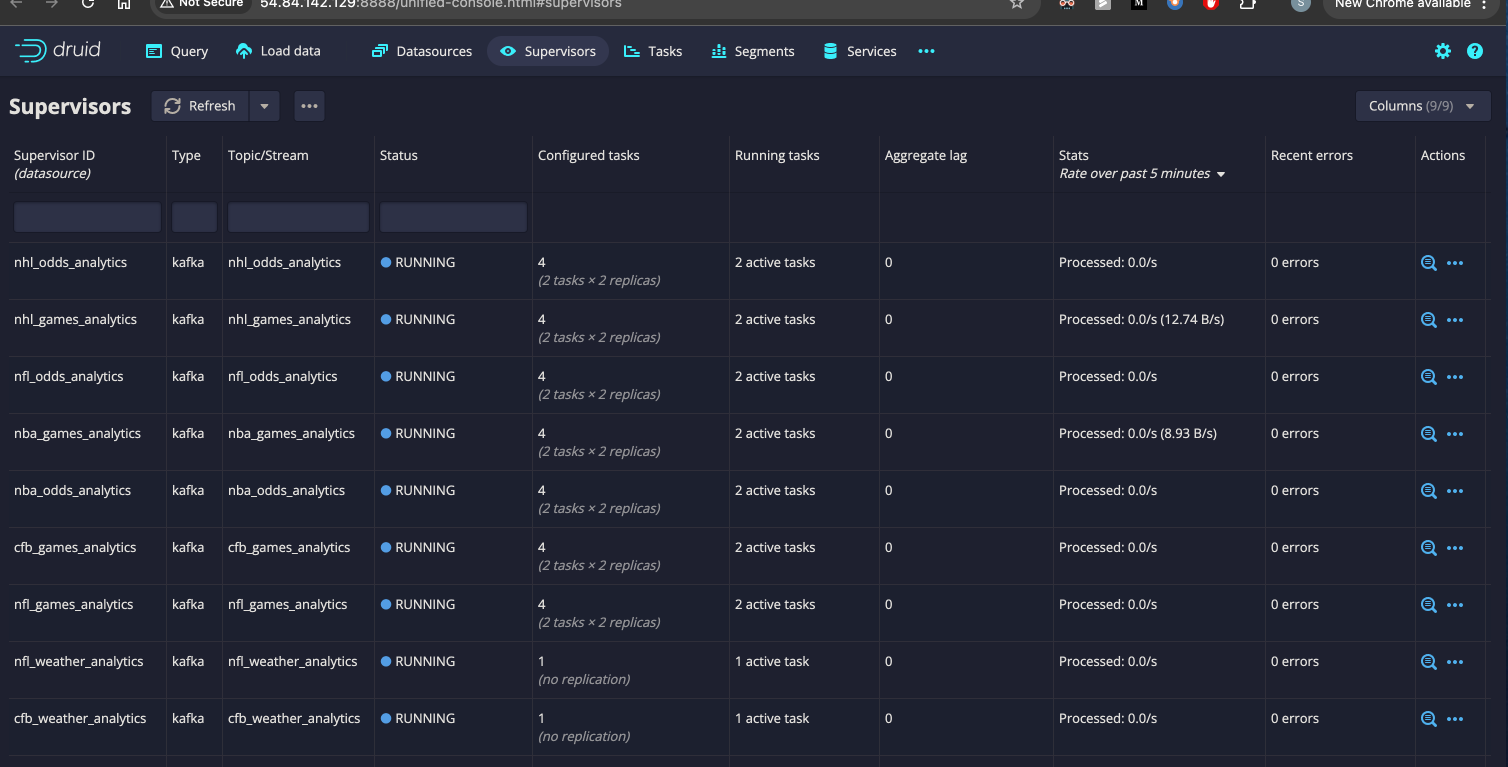 Not Secure 54.84.142.129:8888/unified-console.html#supervisors M S New Chrome available
druid Query Load data Datasources Supervisors Tasks Segments Services
Supervisors Refresh Columns (9/9)
Supervisor ID Type Topic/Stream Status Configured tasks Running tasks Aggregate lag Stats Recent errors Actions
(datasource) Rate over past 5 minutes
nhl_odds_analytics kafka nhl_odds_analytics RUNNING 4 2 active tasks 0 Processed: 0.0/s 0 errors
(2 tasks × 2 replicas)
nhl_games_analytics kafka nhl_games_analytics RUNNING 4 2 active tasks 0 Processed: 0.0/s (12.74 B/s) 0 errors
(2 tasks × 2 replicas)
nfl_odds_analytics kafka nfl_odds_analytics RUNNING 4 2 active tasks 0 Processed: 0.0/s 0 errors
(2 tasks × 2 replicas)
nba_games_analytics kafka nba_games_analytics RUNNING 4 2 active tasks 0 Processed: 0.0/s (8.93 B/s) 0 errors
(2 tasks × 2 replicas)
nba_odds_analytics kafka nba_odds_analytics RUNNING 4 2 active tasks 0 Processed: 0.0/s 0 errors
(2 tasks × 2 replicas)
cfb_games_analytics kafka cfb_games_analytics RUNNING 4 2 active tasks 0 Processed: 0.0/s 0 errors
(2 tasks × 2 replicas)
nfl_games_analytics kafka nfl_games_analytics RUNNING 4 2 active tasks 0 Processed: 0.0/s 0 errors
(2 tasks × 2 replicas)
nfl_weather_analytics kafka nfl_weather_analytics RUNNING 1 1 active task 0 Processed: 0.0/s 0 errors
(no replication)
cfb_weather_analytics kafka cfb_weather_analytics RUNNING 1 1 active task 0 Processed: 0.0/s 0 errors
(no replication)